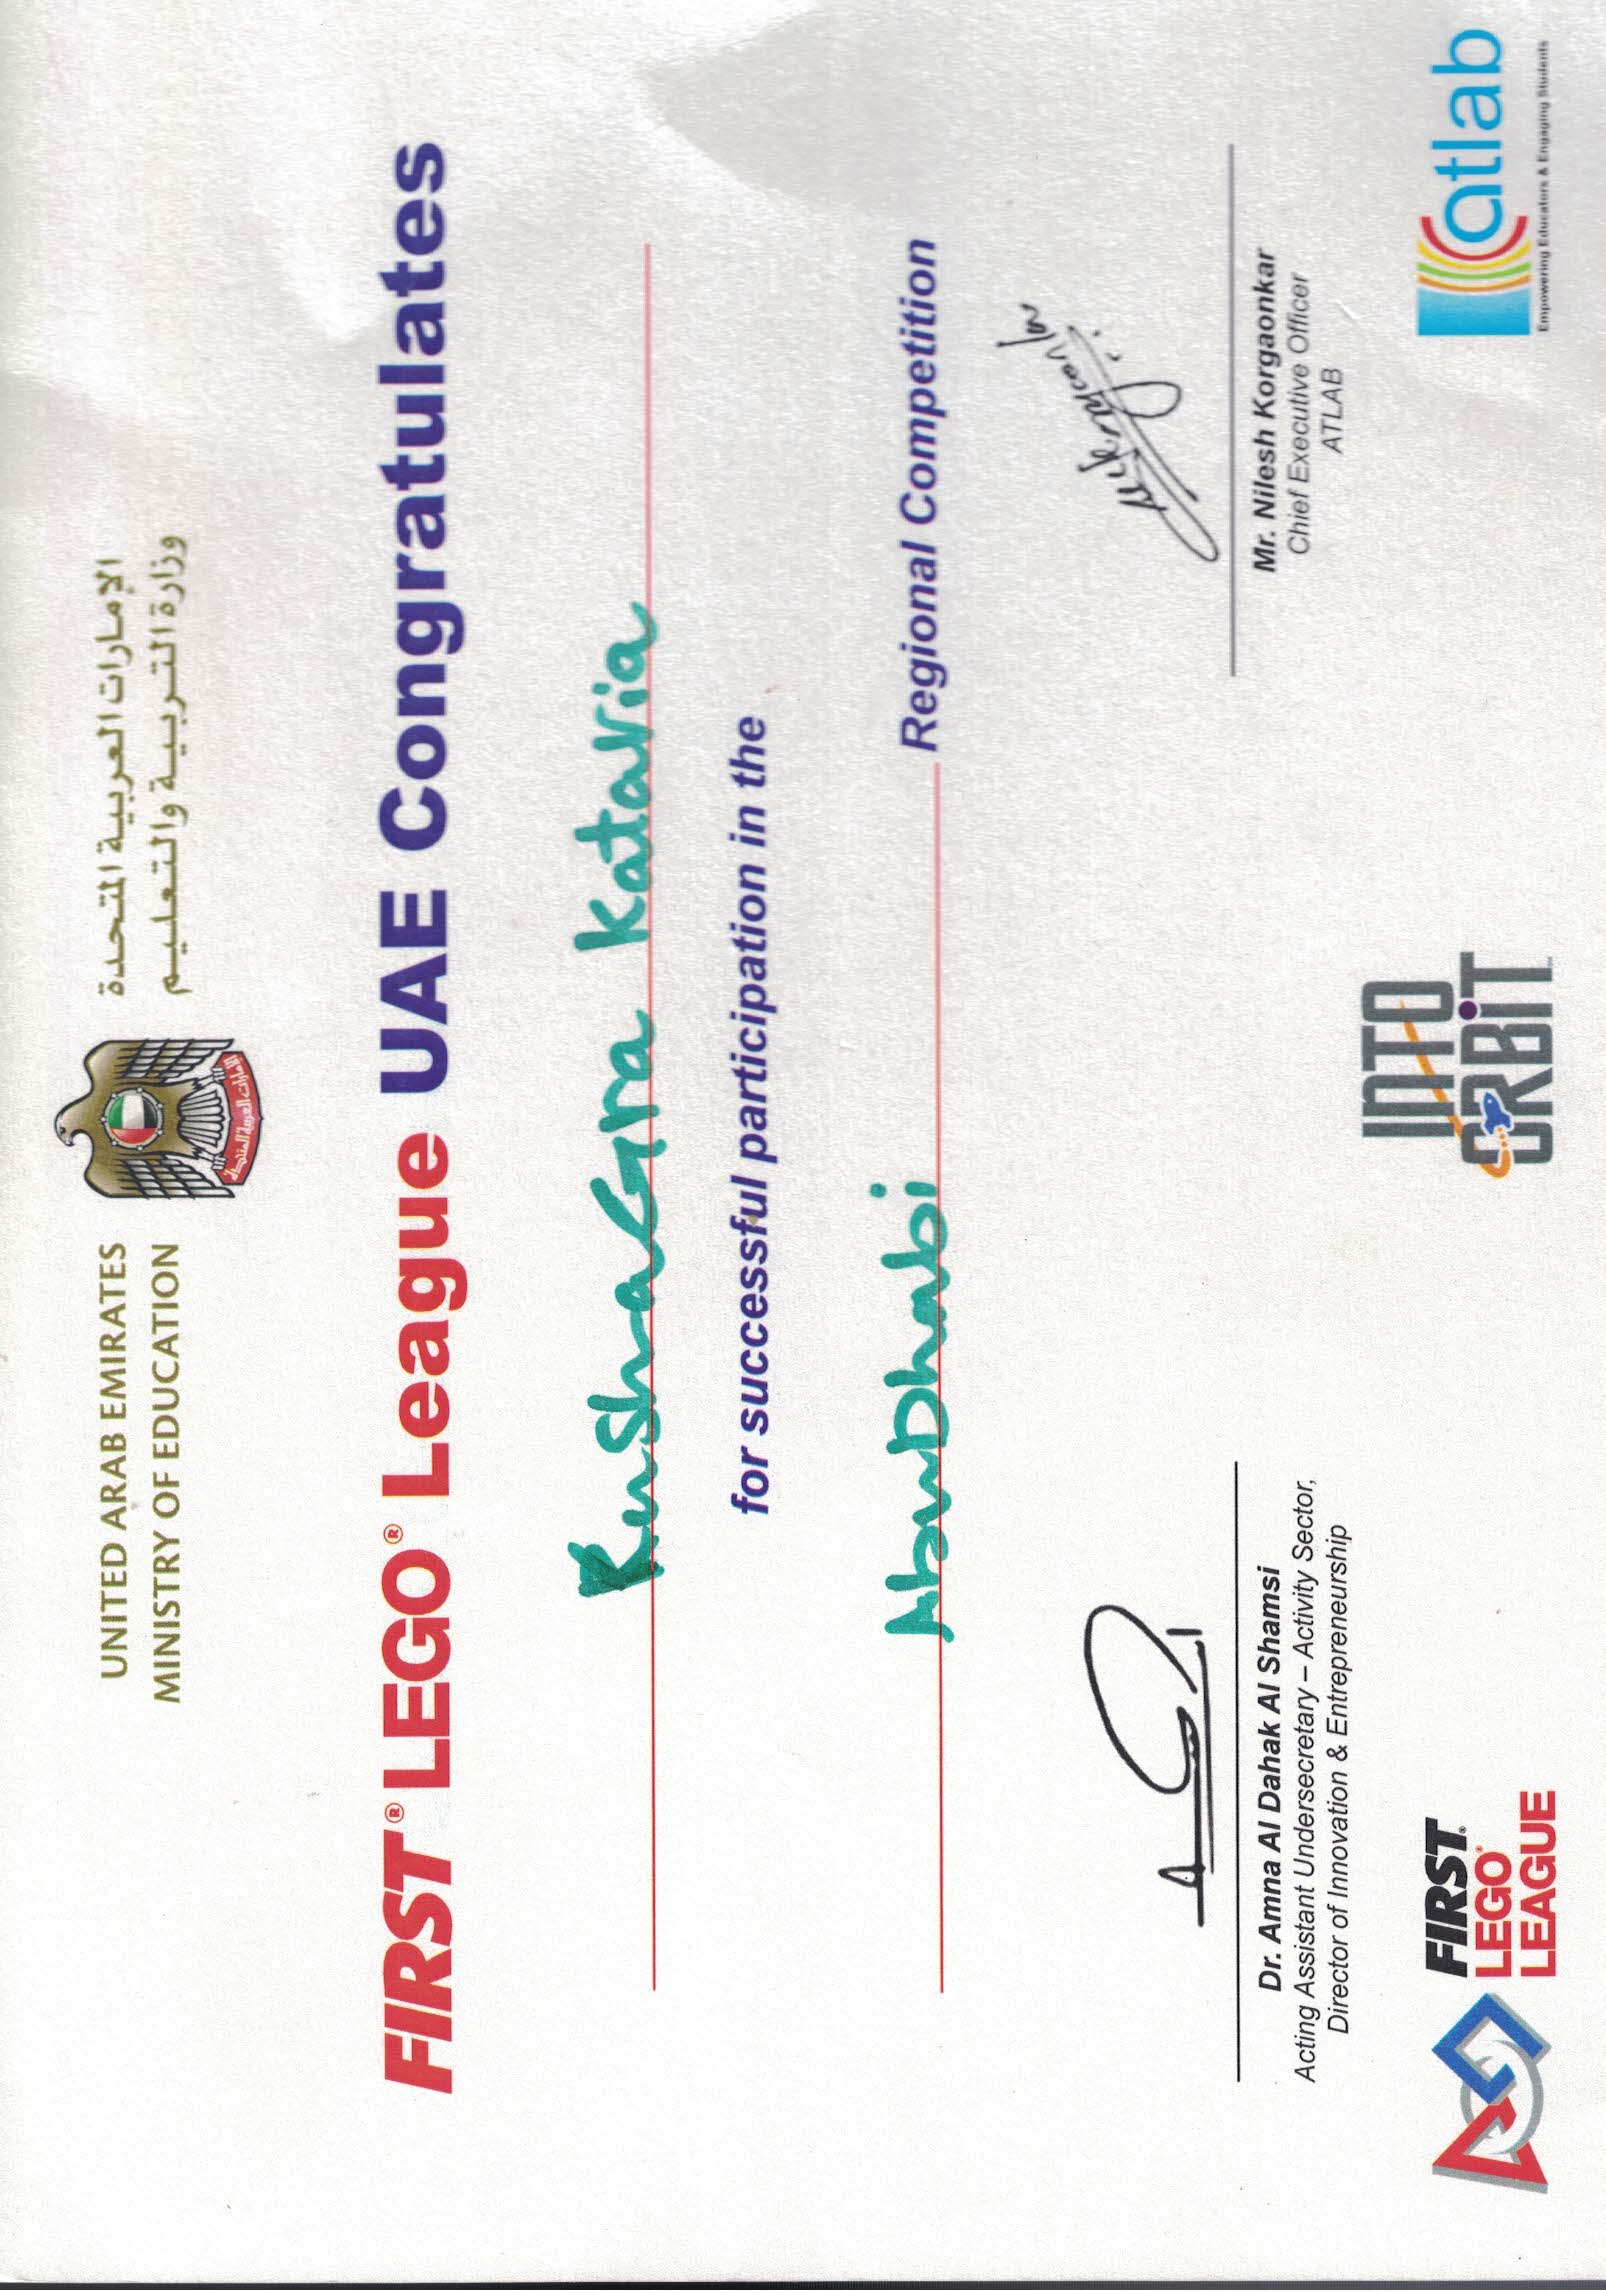 UNITED ARAB EMIRATES
MINISTRY OF EDUCATION
الإمارات العربية المتحدة
وزارة التربية والتعليم
الإمارات العربية المتحدة
FIRST® LEGO® League UAE Congratulates
KushaGra Kataria
for successful participation in the
AbuDhabi Regional Competition
Dr. Amna Al Dahak Al Shamsi
Acting Assistant Undersecretary – Activity Sector,
Director of Innovation & Entrepreneurship
Mr. Nilesh Korgaonkar
Chief Executive Officer
ATLAB
FIRST®
LEGO®
LEAGUE
INTO
ORBiT™
atlab
Empowering Educators & Engaging Students